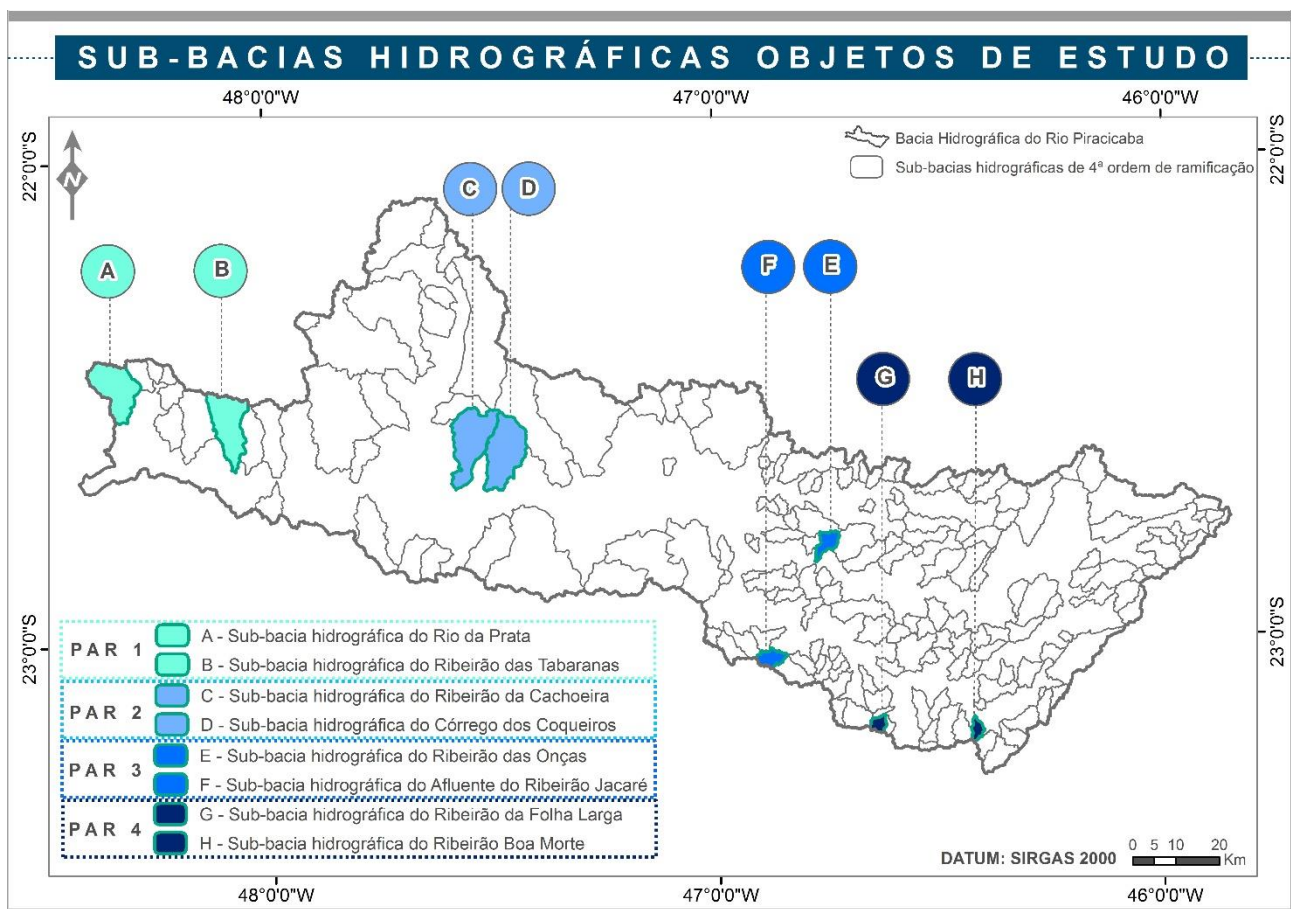 SUB-BACIAS HIDROGRÁFICAS OBJETOS DE ESTUDO
48°0'0"W 47°0'0"W 46°0'0"W
22°0'0"S
22°0'0"S
N
Bacia Hidrográfica do Rio Piracicaba
Sub-bacias hidrográficas de 4ª ordem de ramificação
C D
A B F E
G H
23°0'0"S
23°0'0"S
PAR 1
A - Sub-bacia hidrográfica do Rio da Prata
B - Sub-bacia hidrográfica do Ribeirão das Tabaranas
PAR 2
C - Sub-bacia hidrográfica do Ribeirão da Cachoeira
D - Sub-bacia hidrográfica do Córrego dos Coqueiros
PAR 3
E - Sub-bacia hidrográfica do Ribeirão das Onças
F - Sub-bacia hidrográfica do Afluente do Ribeirão Jacaré
PAR 4
G - Sub-bacia hidrográfica do Ribeirão da Folha Larga
H - Sub-bacia hidrográfica do Ribeirão Boa Morte
DATUM: SIRGAS 2000
0 5 10 20
Km
48°0'0"W 47°0'0"W 46°0'0"W